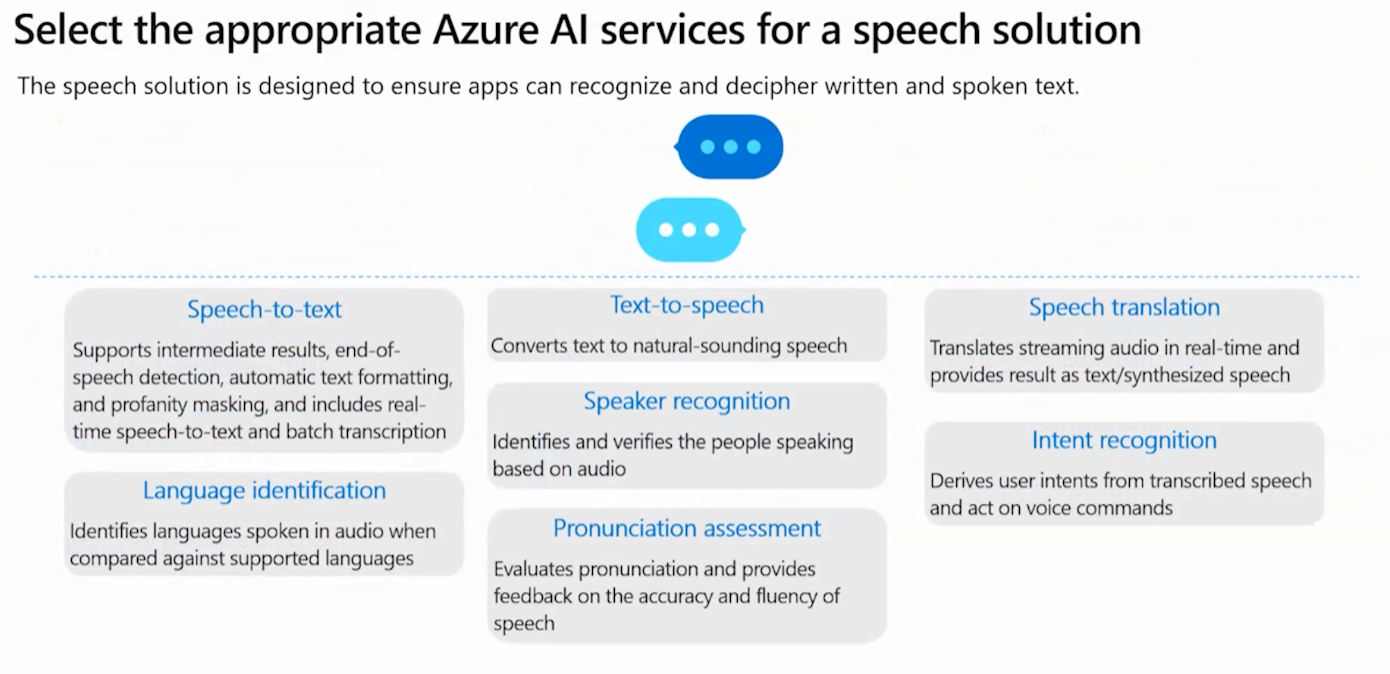 Select the appropriate Azure AI services for a speech solution
The speech solution is designed to ensure apps can recognize and decipher written and spoken text.
Speech-to-text
Supports intermediate results, end-of-
speech detection, automatic text formatting,
and profanity masking, and includes real-
time speech-to-text and batch transcription
Language identification
Identifies languages spoken in audio when
compared against supported languages
Text-to-speech
Converts text to natural-sounding speech
Speaker recognition
Identifies and verifies the people speaking
based on audio
Pronunciation assessment
Evaluates pronunciation and provides
feedback on the accuracy and fluency of
speech
Speech translation
Translates streaming audio in real-time and
provides result as text/synthesized speech
Intent recognition
Derives user intents from transcribed speech
and act on voice commands